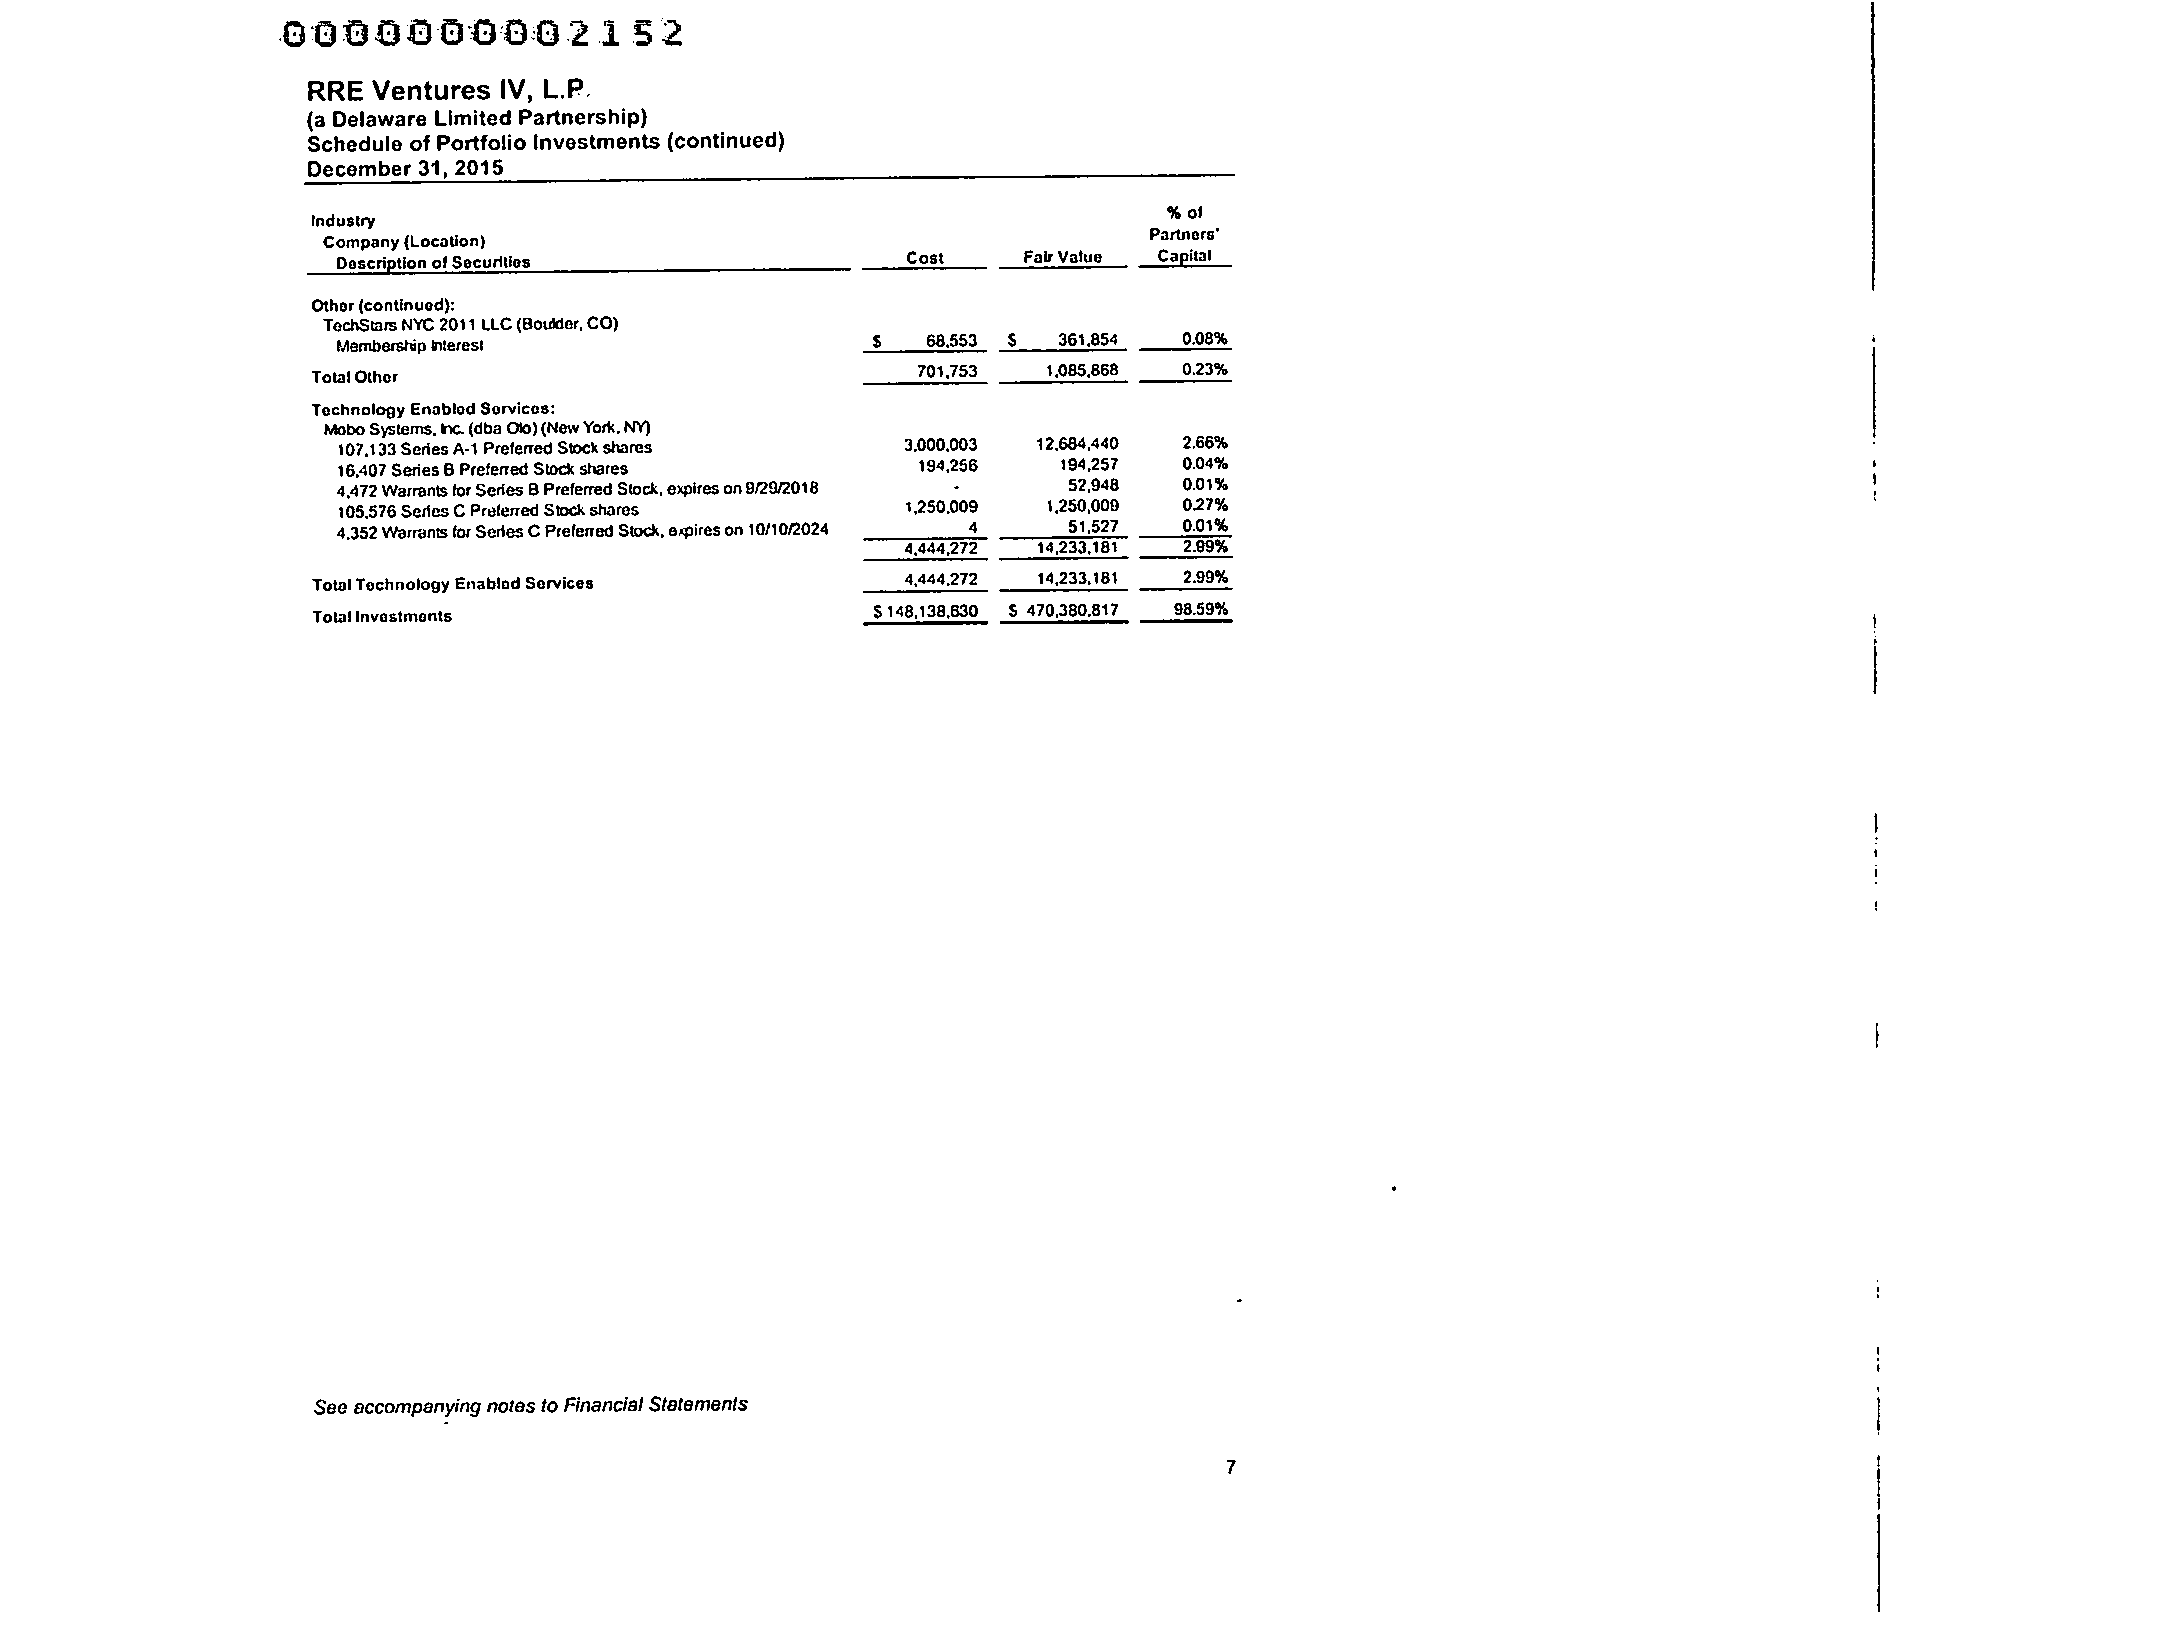 000000002152
RRE Ventures IV, L.P.
(a Delaware Limited Partnership)
Schedule of Portfolio Investments (continued)
December 31, 2015
Industry
Company (Location)
Description of Securities
Cost
Fair Value
% of
Partners'
Capital
Other (continued):
TechStars NYC 2011 LLC (Boulder, CO)
Membership Interest $ 68,553 $ 361,854 0.08%
Total Other 701,753 1,085,868 0.23%
Technology Enabled Services:
Mobo Systems, Inc. (dba Olo) (New York, NY)
107,133 Series A-1 Preferred Stock shares 3,000,003 12,684,440 2.66%
16,407 Series B Preferred Stock shares 194,256 194,257 0.04%
4,472 Warrants for Series B Preferred Stock, expires on 9/29/2018 - 52,948 0.01%
105,576 Series C Preferred Stock shares 1,250,009 1,250,009 0.27%
4,352 Warrants for Series C Preferred Stock, expires on 10/10/2024 4 51,527 0.01%
4,444,272 14,233,181 2.99%
Total Technology Enabled Services 4,444,272 14,233,181 2.99%
Total Investments $ 148,138,630 $ 470,380,817 98.59%
See accompanying notes to Financial Statements
7